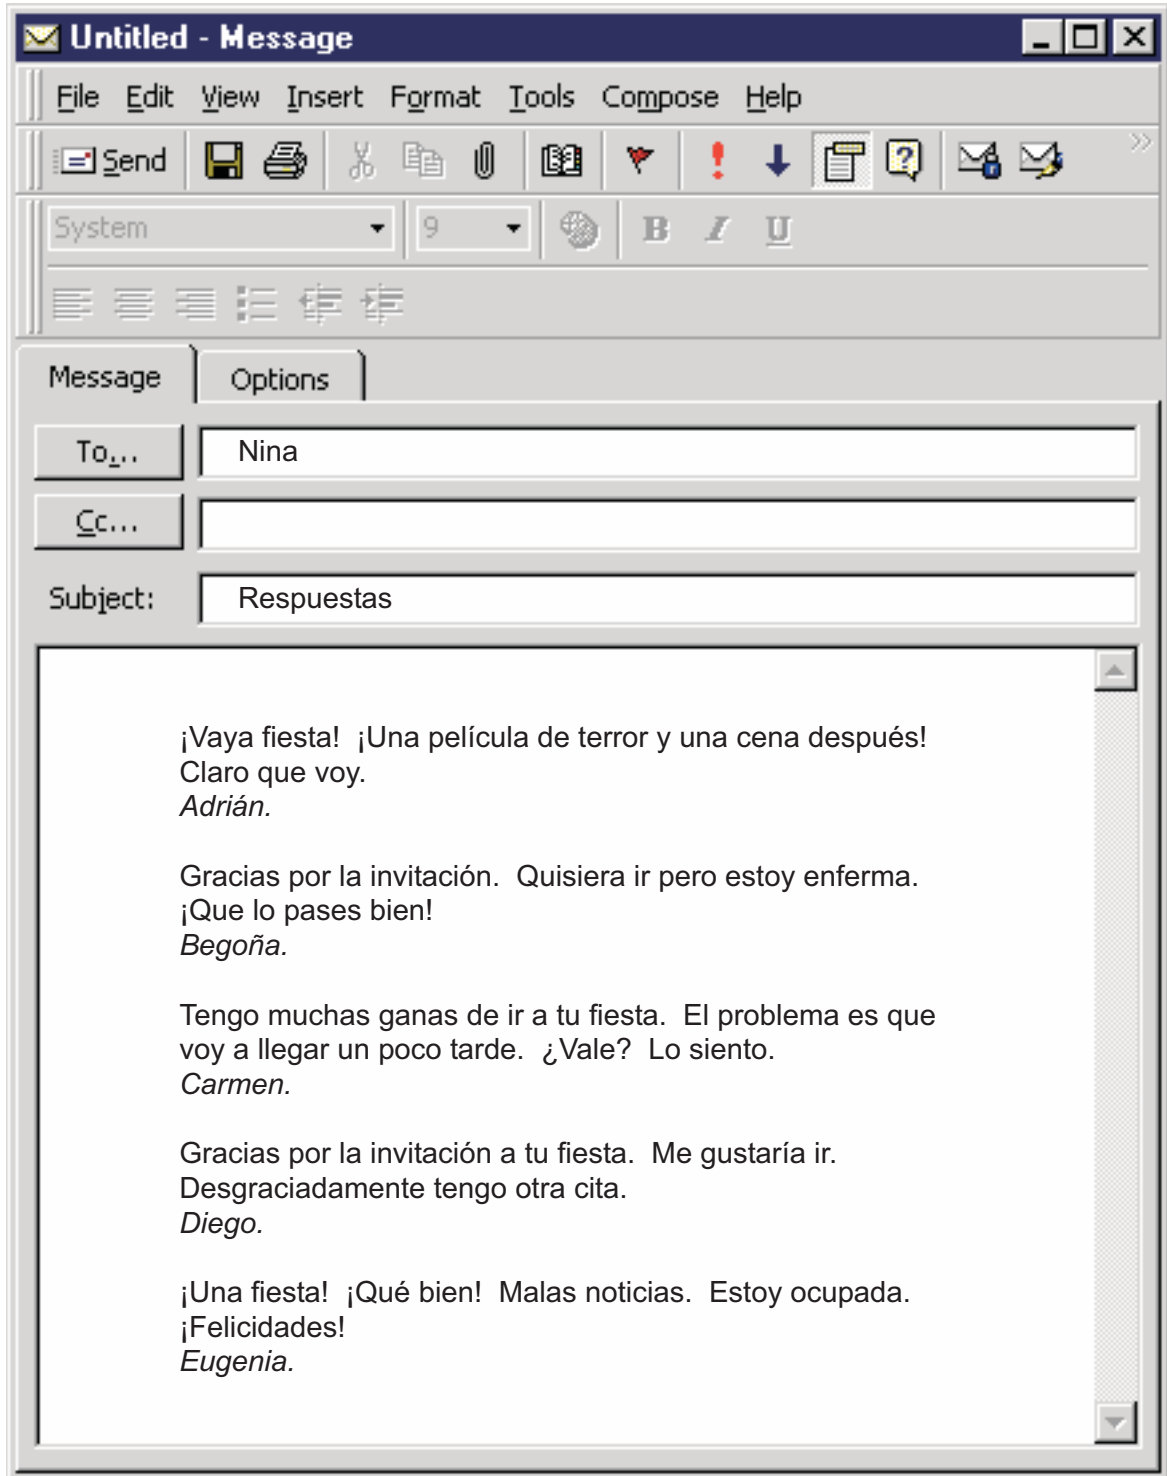 Untitled - Message
File Edit View Insert Format Tools Compose Help
Send
System 9 B I U
Message Options
To... Nina
Cc...
Subject: Respuestas
¡Vaya fiesta! ¡Una película de terror y una cena después!
Claro que voy.
Adrián.
Gracias por la invitación. Quisiera ir pero estoy enferma.
¡Que lo pases bien!
Begoña.
Tengo muchas ganas de ir a tu fiesta. El problema es que
voy a llegar un poco tarde. ¿Vale? Lo siento.
Carmen.
Gracias por la invitación a tu fiesta. Me gustaría ir.
Desgraciadamente tengo otra cita.
Diego.
¡Una fiesta! ¡Qué bien! Malas noticias. Estoy ocupada.
¡Felicidades!
Eugenia.